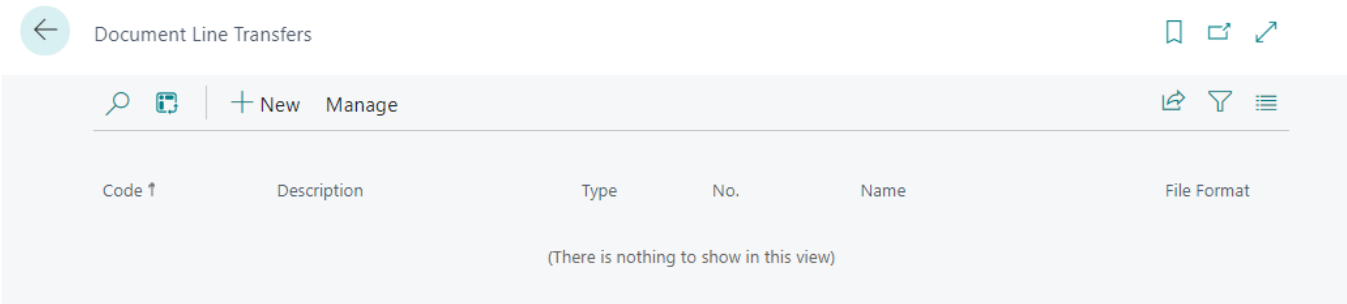 Document Line Transfers
New Manage
Code Description Type No. Name File Format
(There is nothing to show in this view)